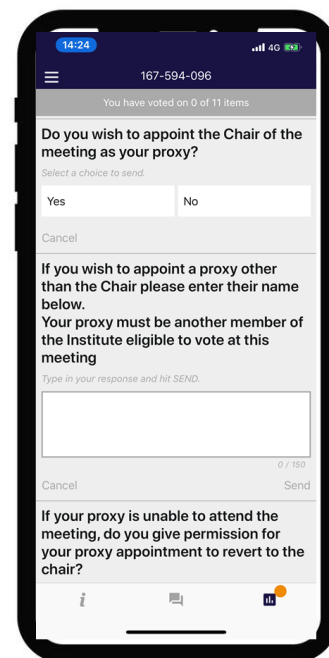 14:24
4G
167-594-096
You have voted on 0 of 11 items
Do you wish to appoint the Chair of the
meeting as your proxy?
Select a choice to send.
Yes No
Cancel
If you wish to appoint a proxy other
than the Chair please enter their name
below.
Your proxy must be another member of
the Institute eligible to vote at this
meeting
Type in your response and hit SEND.
0 / 150
Cancel Send
If your proxy is unable to attend the
meeting, do you give permission for
your proxy appointment to revert to the
chair?
i